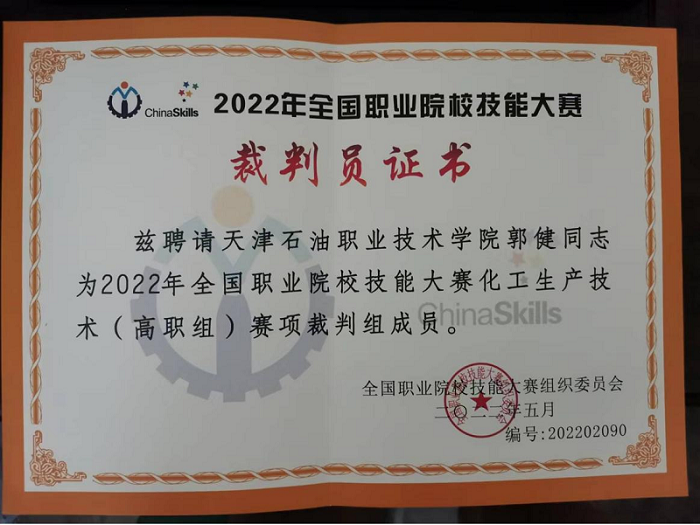 ChinaSkills
2022年全国职业院校技能大赛
裁判员证书
兹聘请天津石油职业技术学院郭健同志
为2022年全国职业院校技能大赛化工生产技
术（高职组）赛项裁判组成员。
ChinaSkills
全国职业院校技能大赛组织委员会
二〇二二年五月
编号:202202090